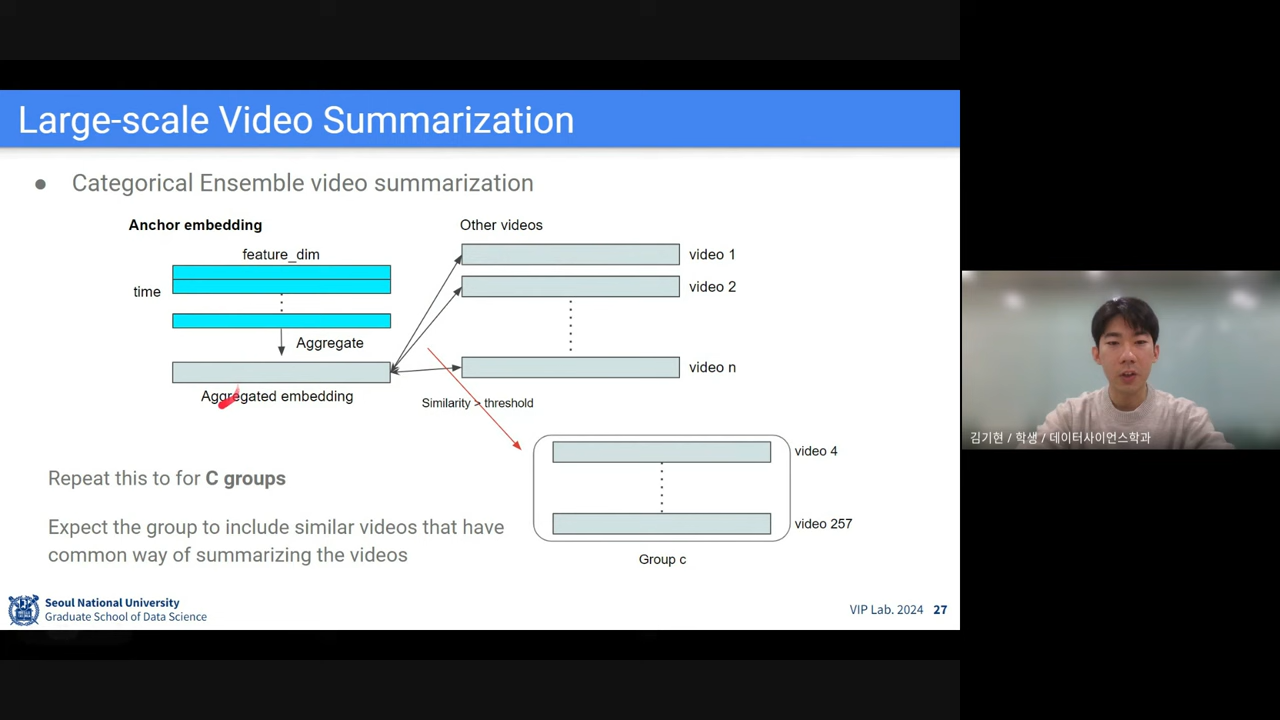 Large-scale Video Summarization
● Categorical Ensemble video summarization
Anchor embedding
Other videos
feature_dim
time
video 1
video 2
Aggregate
video n
Aggregated embedding
Similarity > threshold
video 4
video 257
Group c
Repeat this to for C groups
Expect the group to include similar videos that have
common way of summarizing the videos
Seoul National University
Graduate School of Data Science
VIP Lab. 2024 27
김기현 / 학생 / 데이터사이언스학과